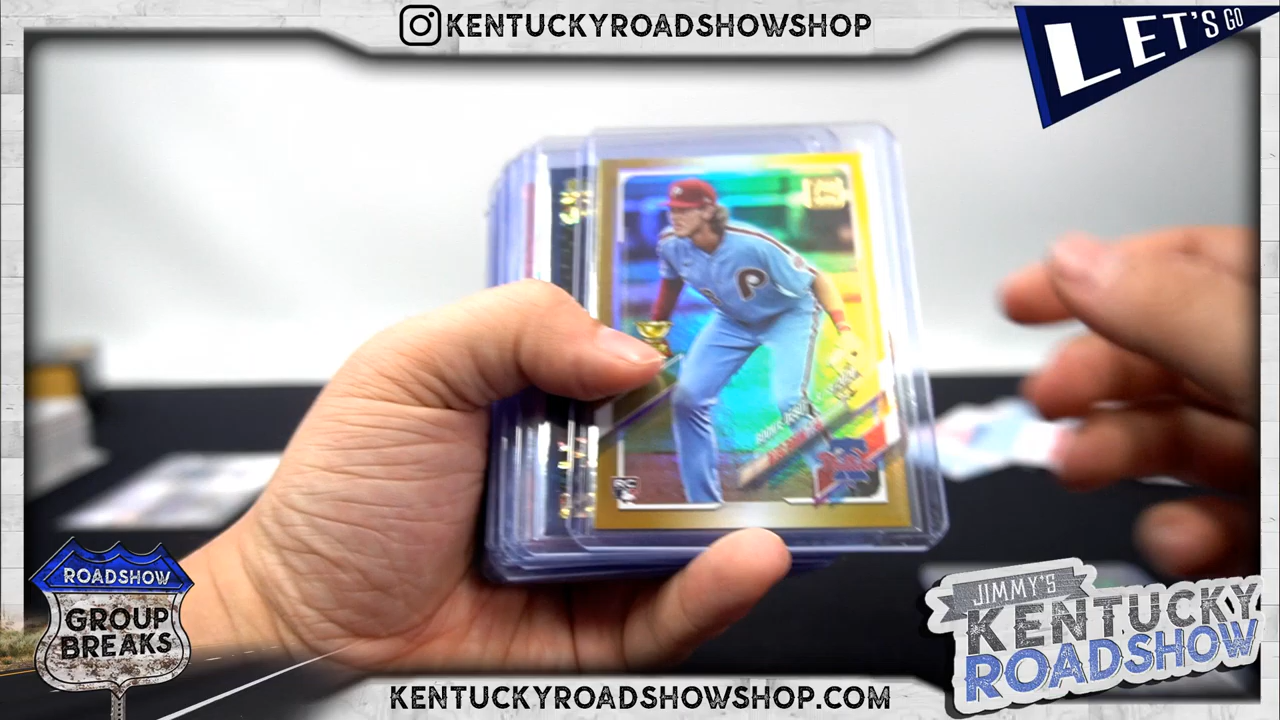 KENTUCKYROADSHOWSHOP
LET'S GO
P
RC
ROADSHOW
GROUP
BREAKS
JIMMY'S
KENTUCKY
ROADSHOW
KENTUCKYROADSHOWSHOP.COM